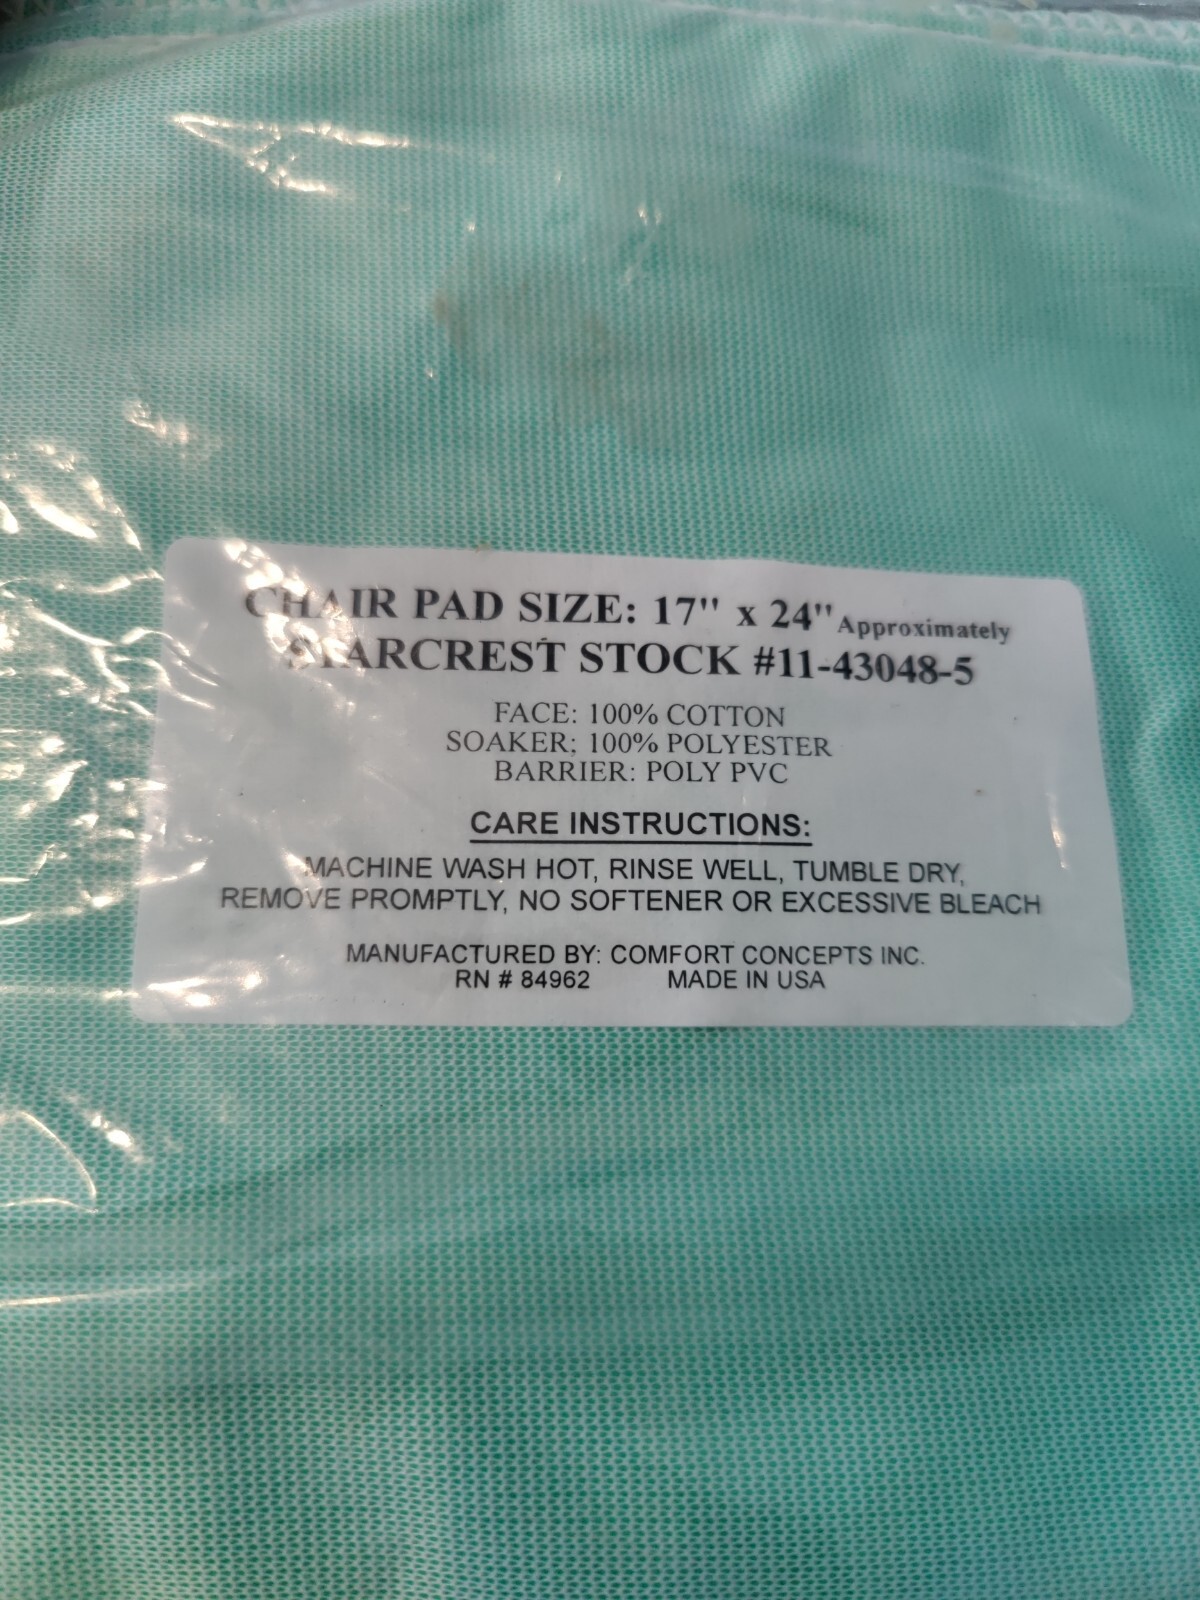 CHAIR PAD SIZE: 17" x 24" Approximately
STARCREST STOCK #11-43048-5
FACE: 100% COTTON
SOAKER: 100% POLYESTER
BARRIER: POLY PVC
CARE INSTRUCTIONS:
MACHINE WASH HOT, RINSE WELL, TUMBLE DRY,
REMOVE PROMPTLY, NO SOFTENER OR EXCESSIVE BLEACH
MANUFACTURED BY: COMFORT CONCEPTS INC.
RN # 84962 MADE IN USA